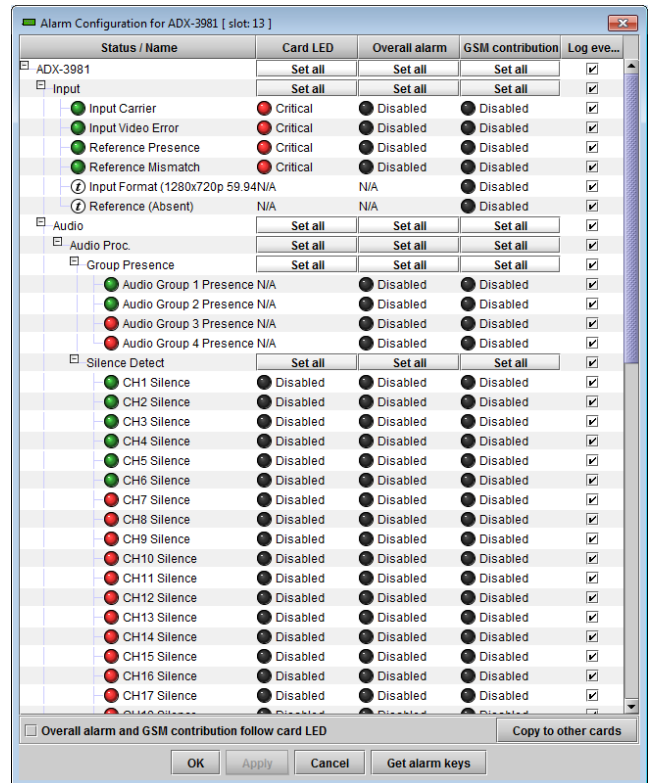 Alarm Configuration for ADX-3981 [ slot: 13 ]
Status / Name Card LED Overall alarm GSM contribution Log eve...
ADX-3981 Set all Set all Set all
Input Set all Set all Set all
Input Carrier Critical Disabled Disabled
Input Video Error Critical Disabled Disabled
Reference Presence Critical Disabled Disabled
Reference Mismatch Critical Disabled Disabled
t Input Format (1280x720p 59.94 N/A N/A Disabled
t Reference (Absent) N/A N/A Disabled
Audio Set all Set all Set all
Audio Proc. Set all Set all Set all
Group Presence Set all Set all Set all
Audio Group 1 Presence N/A Disabled Disabled
Audio Group 2 Presence N/A Disabled Disabled
Audio Group 3 Presence N/A Disabled Disabled
Audio Group 4 Presence N/A Disabled Disabled
Silence Detect Set all Set all Set all
CH1 Silence Disabled Disabled Disabled
CH2 Silence Disabled Disabled Disabled
CH3 Silence Disabled Disabled Disabled
CH4 Silence Disabled Disabled Disabled
CH5 Silence Disabled Disabled Disabled
CH6 Silence Disabled Disabled Disabled
CH7 Silence Disabled Disabled Disabled
CH8 Silence Disabled Disabled Disabled
CH9 Silence Disabled Disabled Disabled
CH10 Silence Disabled Disabled Disabled
CH11 Silence Disabled Disabled Disabled
CH12 Silence Disabled Disabled Disabled
CH13 Silence Disabled Disabled Disabled
CH14 Silence Disabled Disabled Disabled
CH15 Silence Disabled Disabled Disabled
CH16 Silence Disabled Disabled Disabled
CH17 Silence Disabled Disabled Disabled
Overall alarm and GSM contribution follow card LED Copy to other cards
OK Apply Cancel Get alarm keys